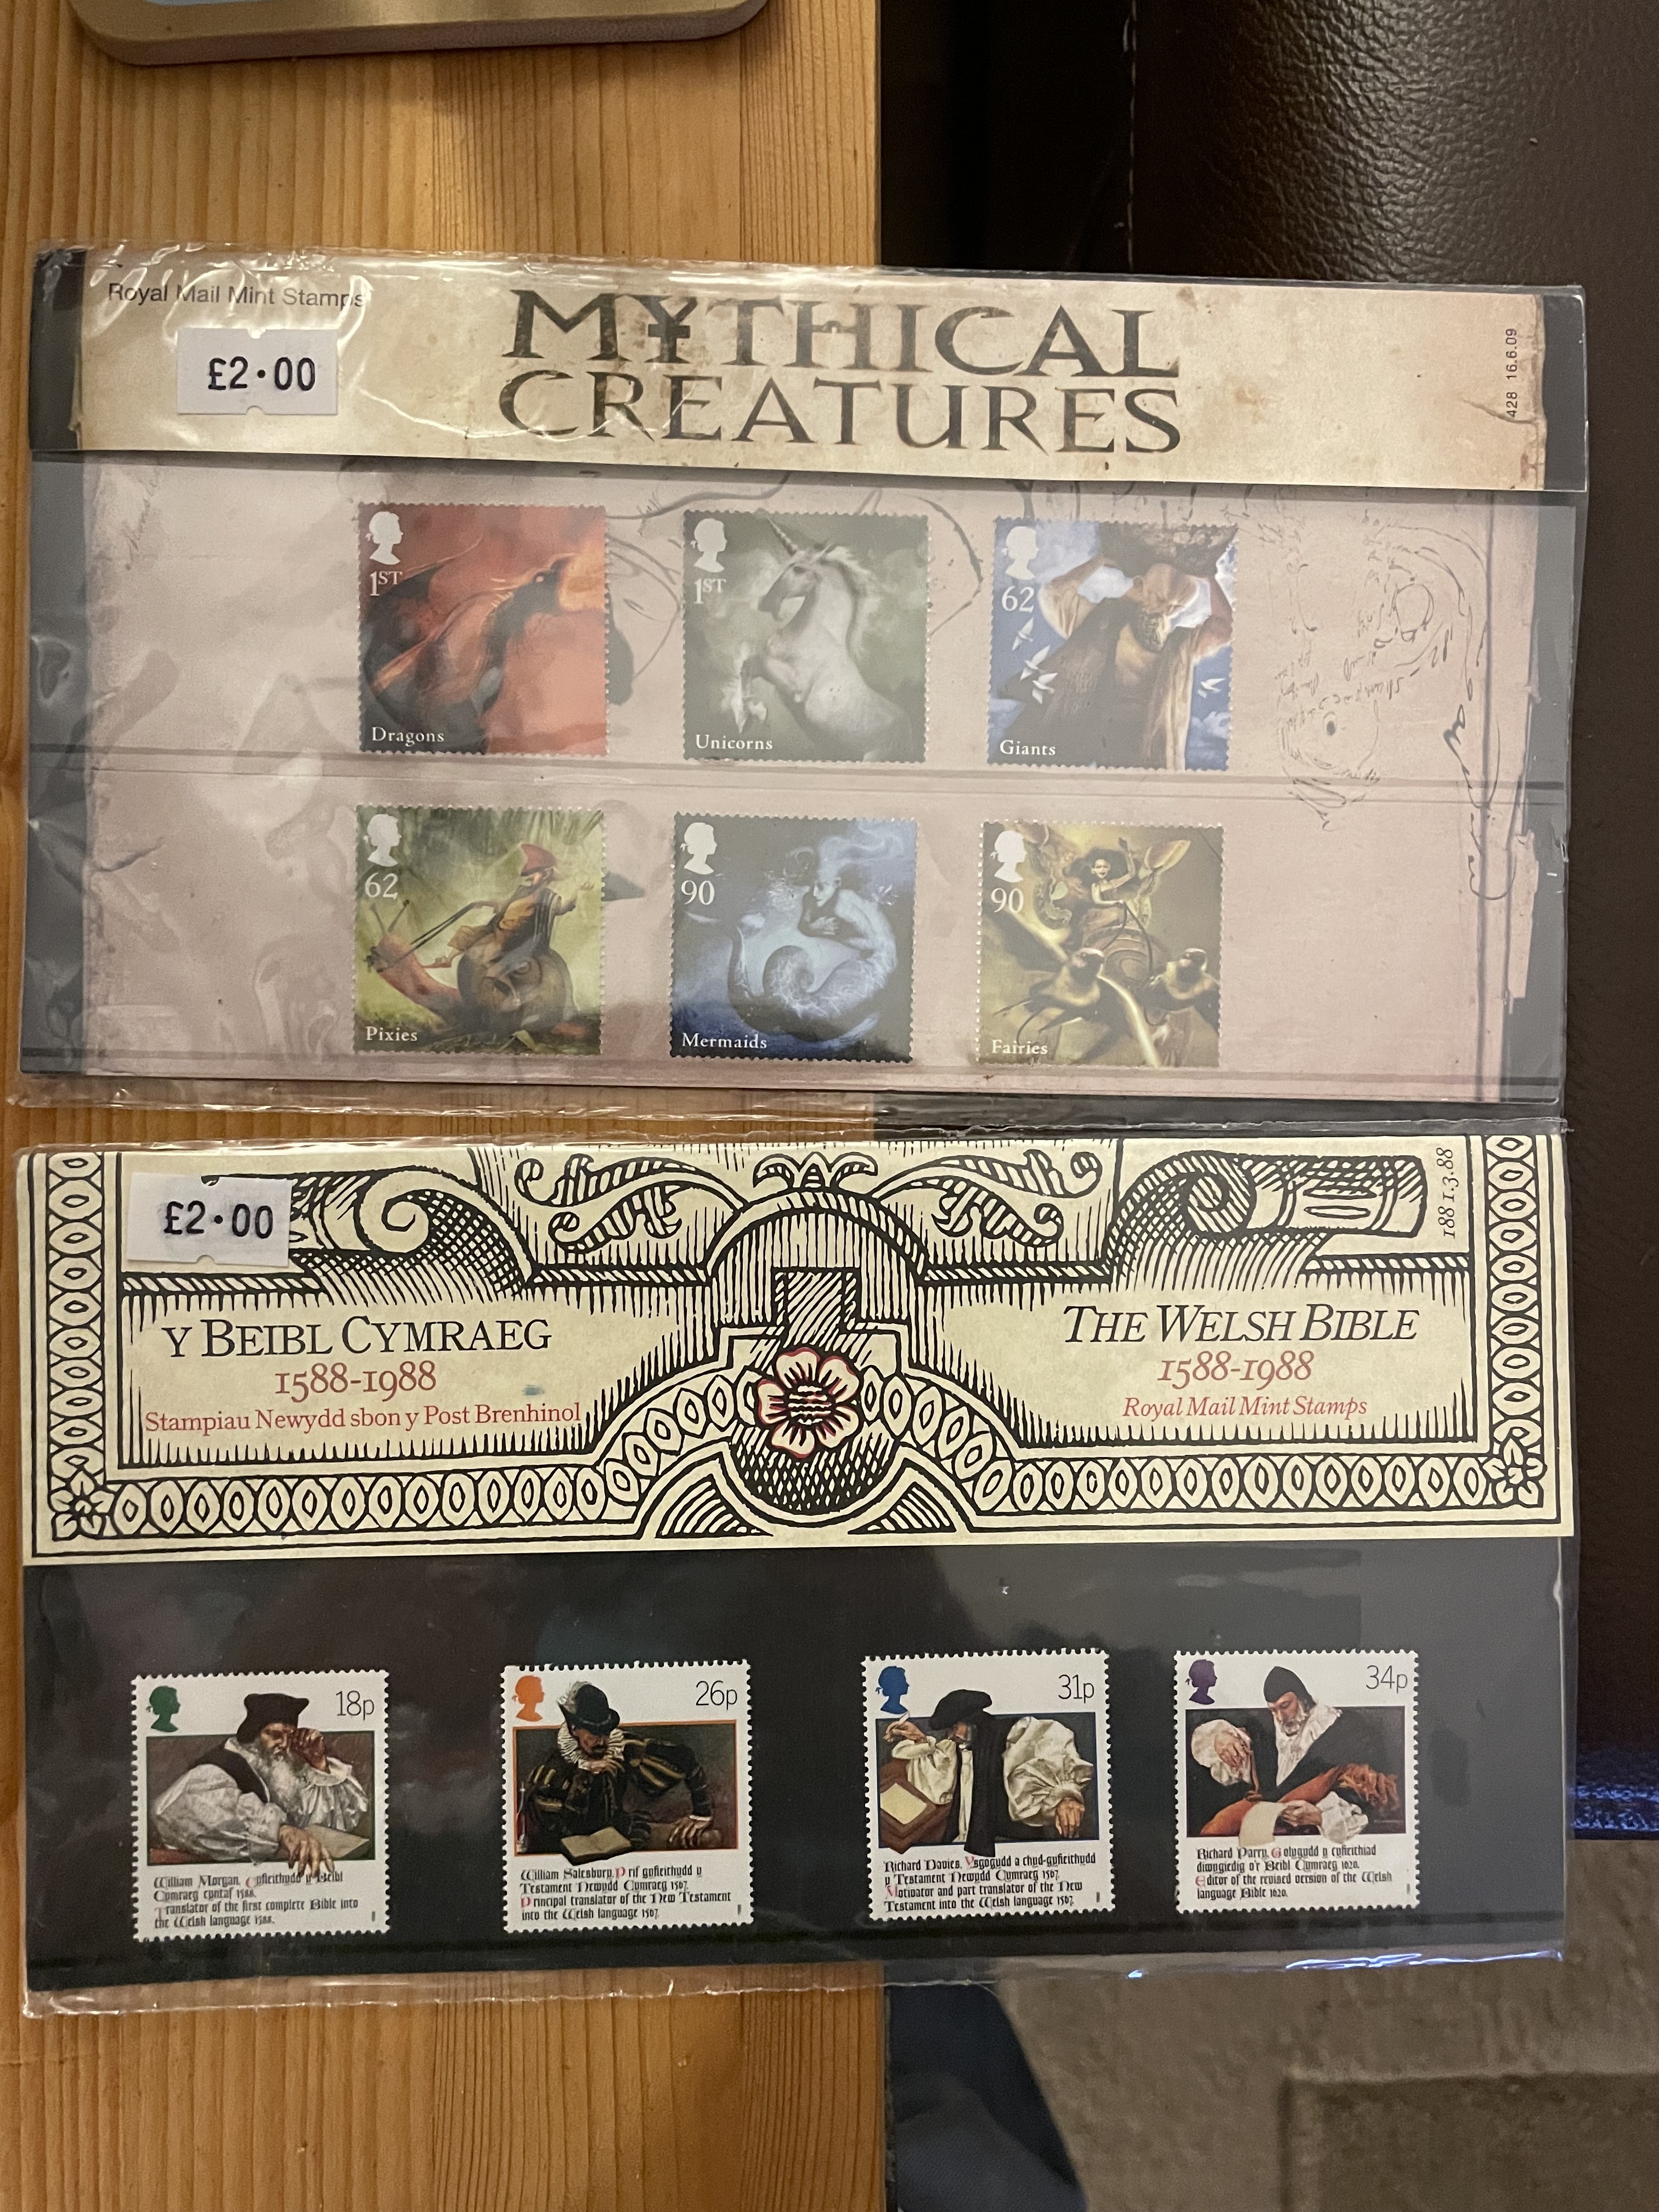 Royal Mail Mint Stamps
£2·00
MYTHICAL
CREATURES
428 16.6.09
1ST
Dragons
1ST
Unicorns
62
Giants
62
Pixies
90
Mermaids
90
Fairies
£2·00
188 1.3.88
Y BEIBL CYMRAEG
1588-1988
Stampiau Newydd sbon y Post Brenhinol
THE WELSH BIBLE
1588-1988
Royal Mail Mint Stamps
18p
William Morgan, Cyfieithydd y Beibl
Cymraeg cyntaf 1588.
Translator of the first complete Bible into
the Welsh language 1588.
26p
William Salesbury, Prif gyfieithydd y
Testament Newydd Cymraeg 1567.
Principal translator of the New Testament
into the Welsh language 1567.
31p
Richard Davies, Ysgogydd a chyd-gyfieithydd
y Testament Newydd Cymraeg 1567.
Motivator and part translator of the New
Testament into the Welsh language 1567.
34p
Richard Parry, Golygydd y cyfieithiad
diwygiedig o'r Beibl Cymraeg 1620.
Editor of the revised version of the Welsh
language Bible 1620.